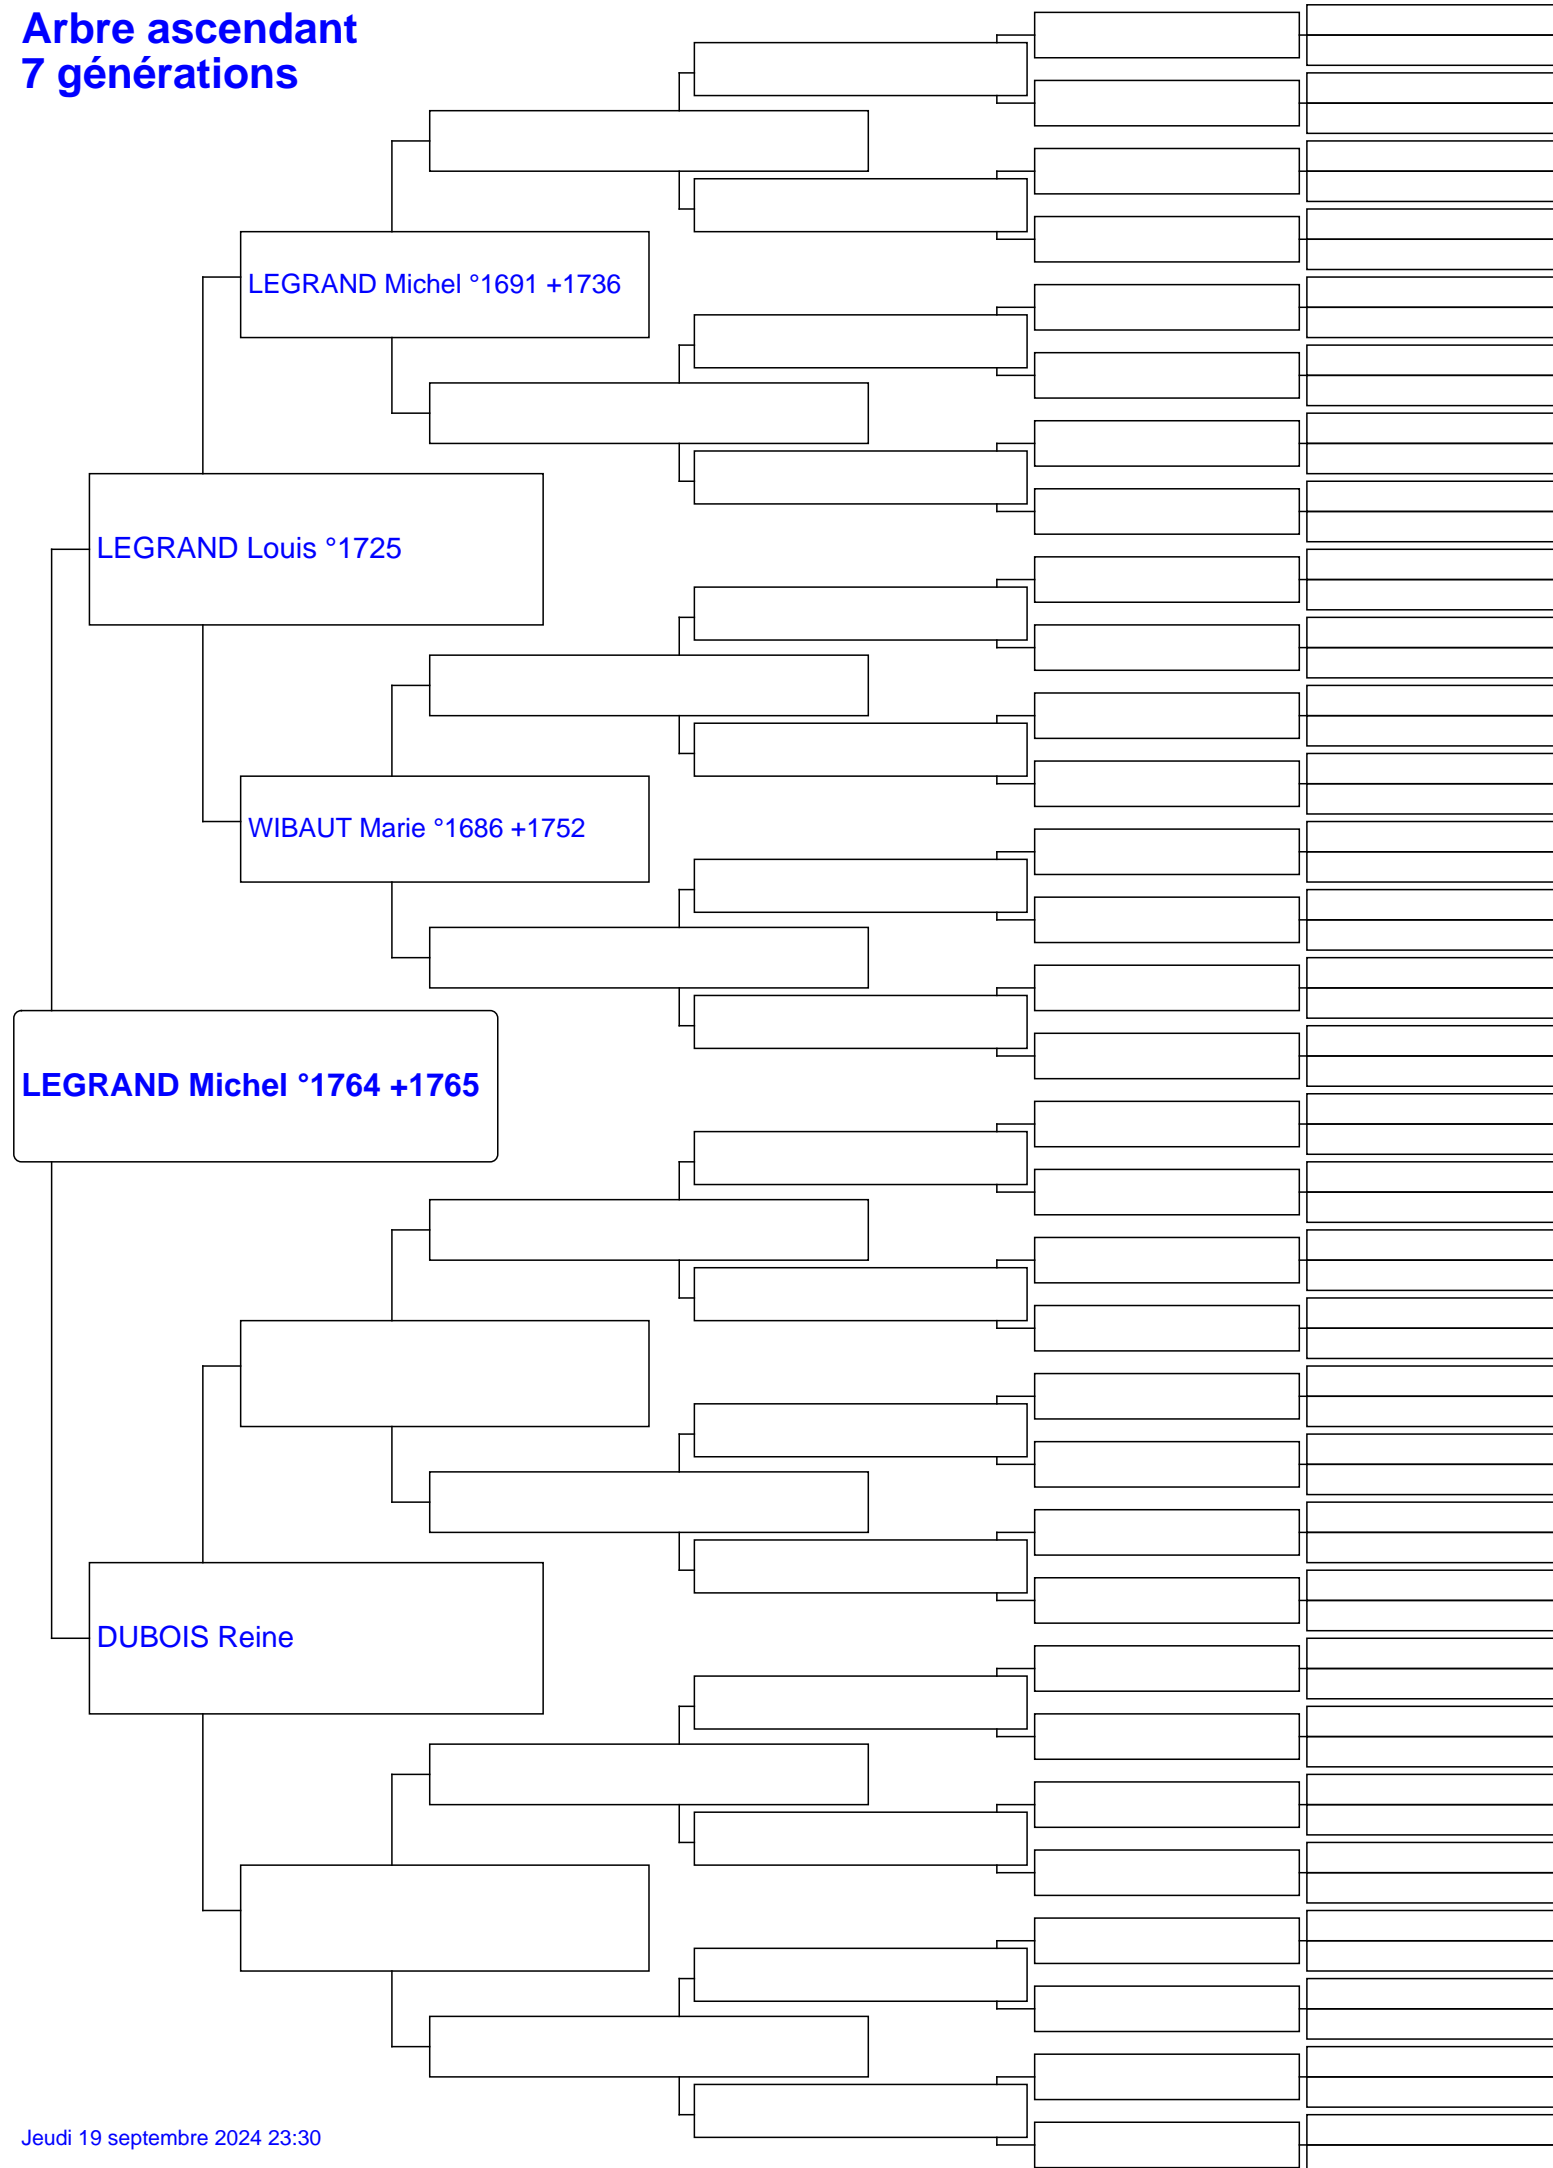 Arbre ascendant
7 générations
LEGRAND Michel °1691 +1736
LEGRAND Louis °1725
WIBAUT Marie °1686 +1752
LEGRAND Michel °1764 +1765
DUBOIS Reine
Jeudi 19 septembre 2024 23:30